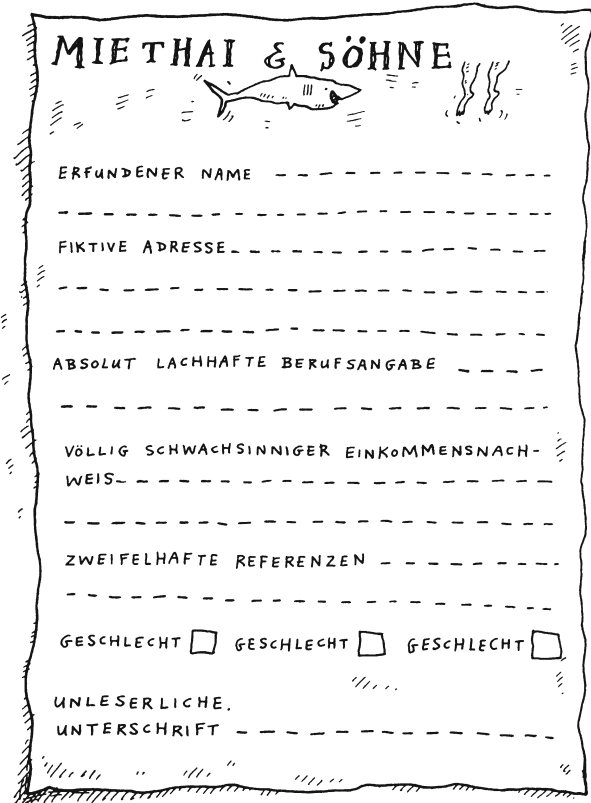 MIETHAI & SÖHNE
ERFUNDENER NAME
FIKTIVE ADRESSE
ABSOLUT LACHHAFTE BERUFSANGABE
VÖLLIG SCHWACHSINNIGER EINKOMMENSNACH-
WEIS
ZWEIFELHAFTE REFERENZEN
GESCHLECHT GESCHLECHT GESCHLECHT
UNLESERLICHE.
UNTERSCHRIFT